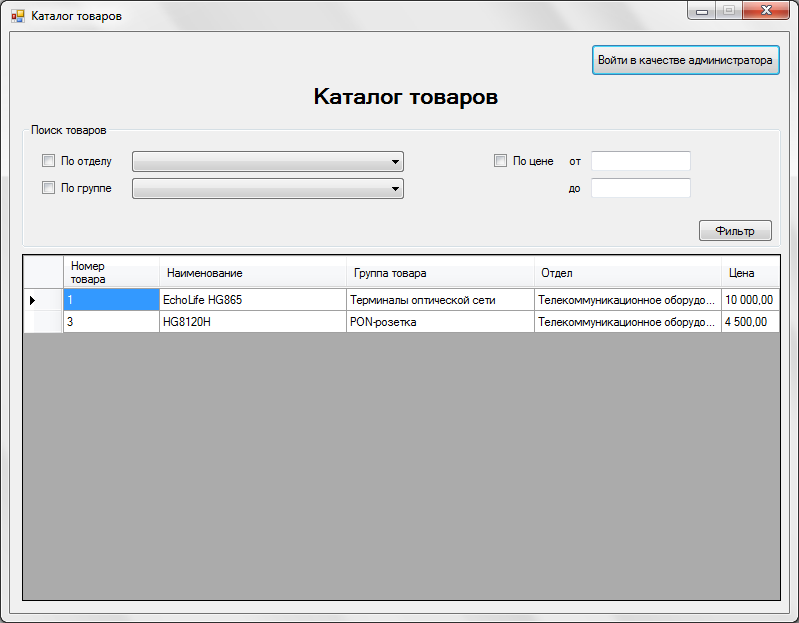 Каталог товаров
Войти в качестве администратора
Каталог товаров
Поиск товаров
По отделу
По цене от
По группе
до
Фильтр
Номер товара Наименование Группа товара Отдел Цена
1 EchoLife HG865 Терминалы оптической сети Телекоммуникационное оборудо... 10 000,00
3 HG8120H PON-розетка Телекоммуникационное оборудо... 4 500,00